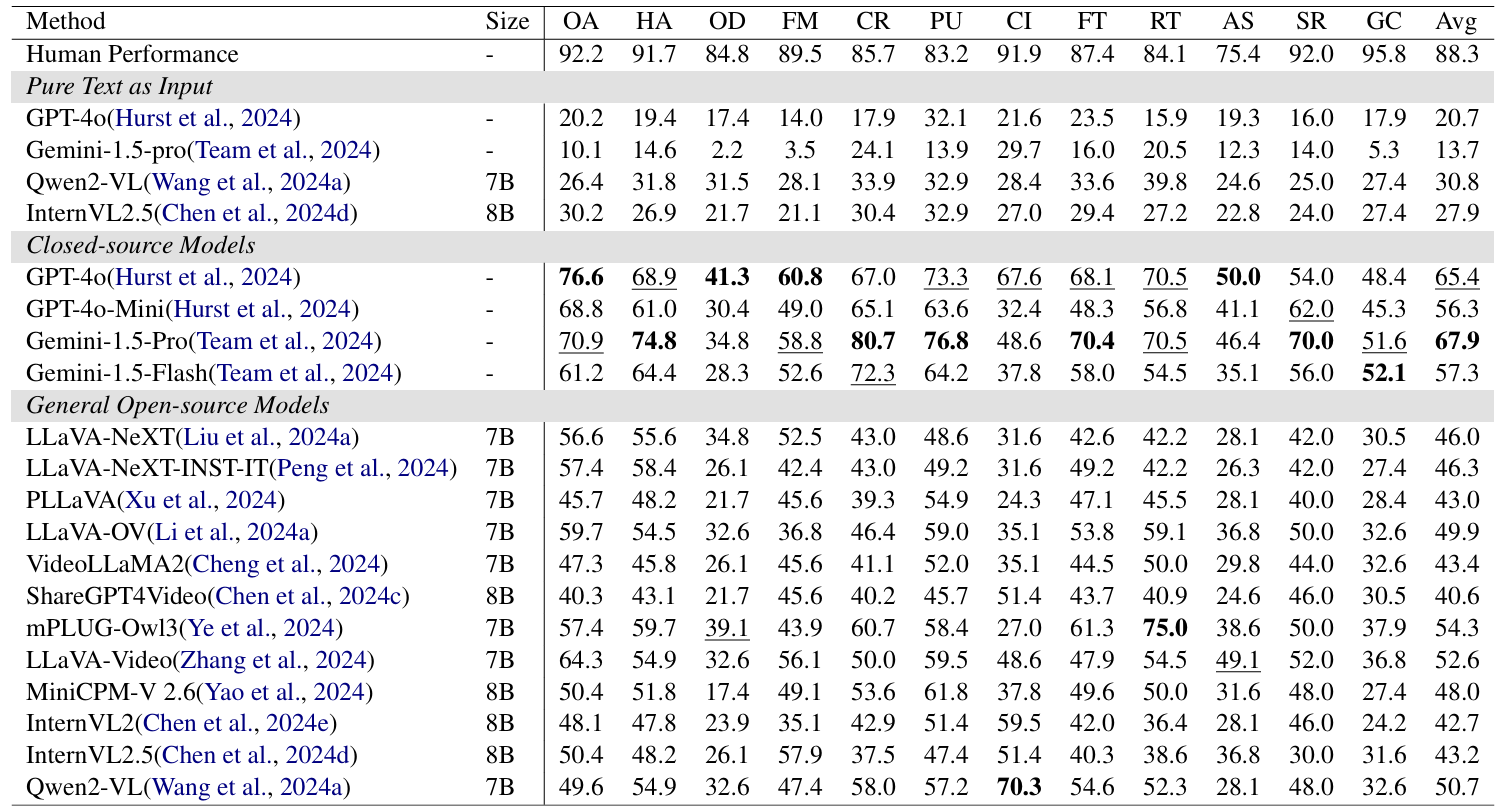 Method Size OA HA OD FM CR PU CI FT RT AS SR GC Avg
Human Performance - 92.2 91.7 84.8 89.5 85.7 83.2 91.9 87.4 84.1 75.4 92.0 95.8 88.3
Pure Text as Input
GPT-4o(Hurst et al., 2024) - 20.2 19.4 17.4 14.0 17.9 32.1 21.6 23.5 15.9 19.3 16.0 17.9 20.7
Gemini-1.5-pro(Team et al., 2024) - 10.1 14.6 2.2 3.5 24.1 13.9 29.7 16.0 20.5 12.3 14.0 5.3 13.7
Qwen2-VL(Wang et al., 2024a) 7B 26.4 31.8 31.5 28.1 33.9 32.9 28.4 33.6 39.8 24.6 25.0 27.4 30.8
InternVL2.5(Chen et al., 2024d) 8B 30.2 26.9 21.7 21.1 30.4 32.9 27.0 29.4 27.2 22.8 24.0 27.4 27.9
Closed-source Models
GPT-4o(Hurst et al., 2024) - 76.6 68.9 41.3 60.8 67.0 73.3 67.6 68.1 70.5 50.0 54.0 48.4 65.4
GPT-4o-Mini(Hurst et al., 2024) - 68.8 61.0 30.4 49.0 65.1 63.6 32.4 48.3 56.8 41.1 62.0 45.3 56.3
Gemini-1.5-Pro(Team et al., 2024) - 70.9 74.8 34.8 58.8 80.7 76.8 48.6 70.4 70.5 46.4 70.0 51.6 67.9
Gemini-1.5-Flash(Team et al., 2024) - 61.2 64.4 28.3 52.6 72.3 64.2 37.8 58.0 54.5 35.1 56.0 52.1 57.3
General Open-source Models
LLaVA-NeXT(Liu et al., 2024a) 7B 56.6 55.6 34.8 52.5 43.0 48.6 31.6 42.6 42.2 28.1 42.0 30.5 46.0
LLaVA-NeXT-INST-IT(Peng et al., 2024) 7B 57.4 58.4 26.1 42.4 43.0 49.2 31.6 49.2 42.2 26.3 42.0 27.4 46.3
PLLaVA(Xu et al., 2024) 7B 45.7 48.2 21.7 45.6 39.3 54.9 24.3 47.1 45.5 28.1 40.0 28.4 43.0
LLaVA-OV(Li et al., 2024a) 7B 59.7 54.5 32.6 36.8 46.4 59.0 35.1 53.8 59.1 36.8 50.0 32.6 49.9
VideoLLaMA2(Cheng et al., 2024) 7B 47.3 45.8 26.1 45.6 41.1 52.0 35.1 44.5 50.0 29.8 44.0 32.6 43.4
ShareGPT4Video(Chen et al., 2024c) 8B 40.3 43.1 21.7 45.6 40.2 45.7 51.4 43.7 40.9 24.6 46.0 30.5 40.6
mPLUG-Owl3(Ye et al., 2024) 7B 57.4 59.7 39.1 43.9 60.7 58.4 27.0 61.3 75.0 38.6 50.0 37.9 54.3
LLaVA-Video(Zhang et al., 2024) 7B 64.3 54.9 32.6 56.1 50.0 59.5 48.6 47.9 54.5 49.1 52.0 36.8 52.6
MiniCPM-V 2.6(Yao et al., 2024) 8B 50.4 51.8 17.4 49.1 53.6 61.8 37.8 49.6 50.0 31.6 48.0 27.4 48.0
InternVL2(Chen et al., 2024e) 8B 48.1 47.8 23.9 35.1 42.9 51.4 59.5 42.0 36.4 28.1 46.0 24.2 42.7
InternVL2.5(Chen et al., 2024d) 8B 50.4 48.2 26.1 57.9 37.5 47.4 51.4 40.3 38.6 36.8 30.0 31.6 43.2
Qwen2-VL(Wang et al., 2024a) 7B 49.6 54.9 32.6 47.4 58.0 57.2 70.3 54.6 52.3 28.1 48.0 32.6 50.7